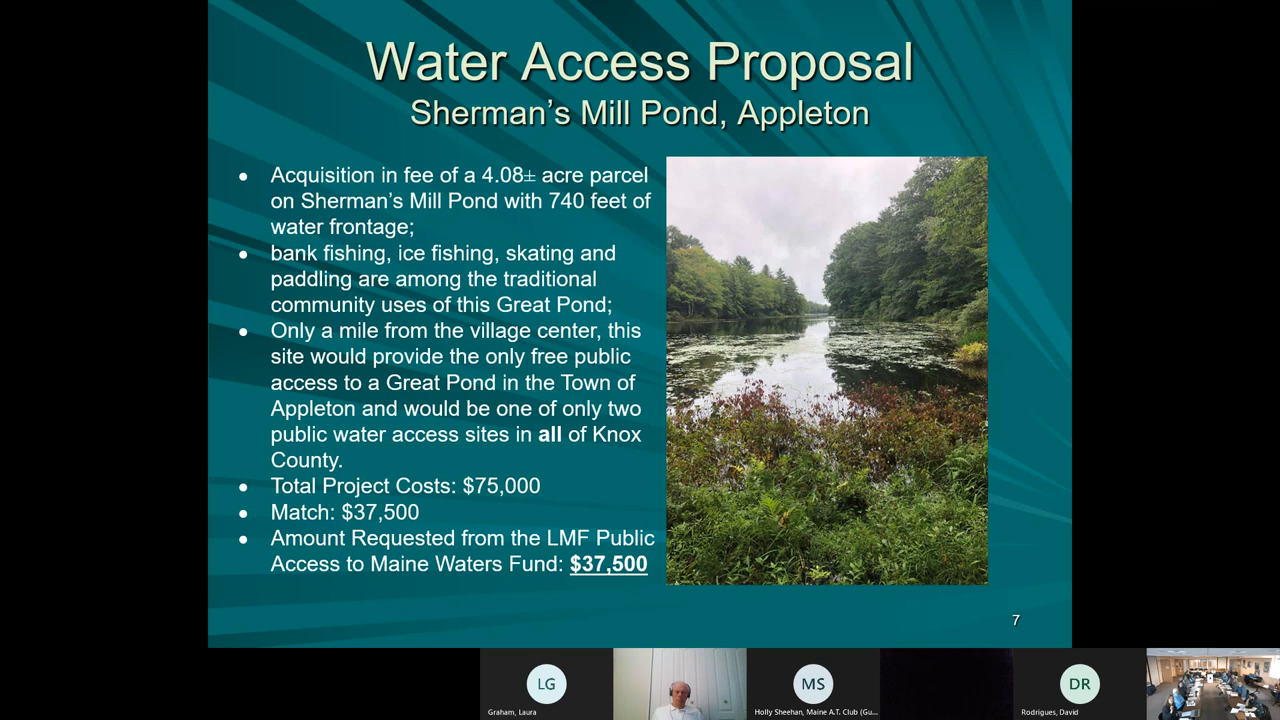 Water Access Proposal
Sherman's Mill Pond, Appleton
● Acquisition in fee of a 4.08± acre parcel
on Sherman's Mill Pond with 740 feet of
water frontage;
● bank fishing, ice fishing, skating and
paddling are among the traditional
community uses of this Great Pond;
● Only a mile from the village center, this
site would provide the only free public
access to a Great Pond in the Town of
Appleton and would be one of only two
public water access sites in all of Knox
County.
● Total Project Costs: $75,000
● Match: $37,500
● Amount Requested from the LMF Public
Access to Maine Waters Fund: $37,500
7
LG
MS
DR
Graham, Laura
Holly Sheehan, Maine A.T. Club (Gu...
Rodrigues, David